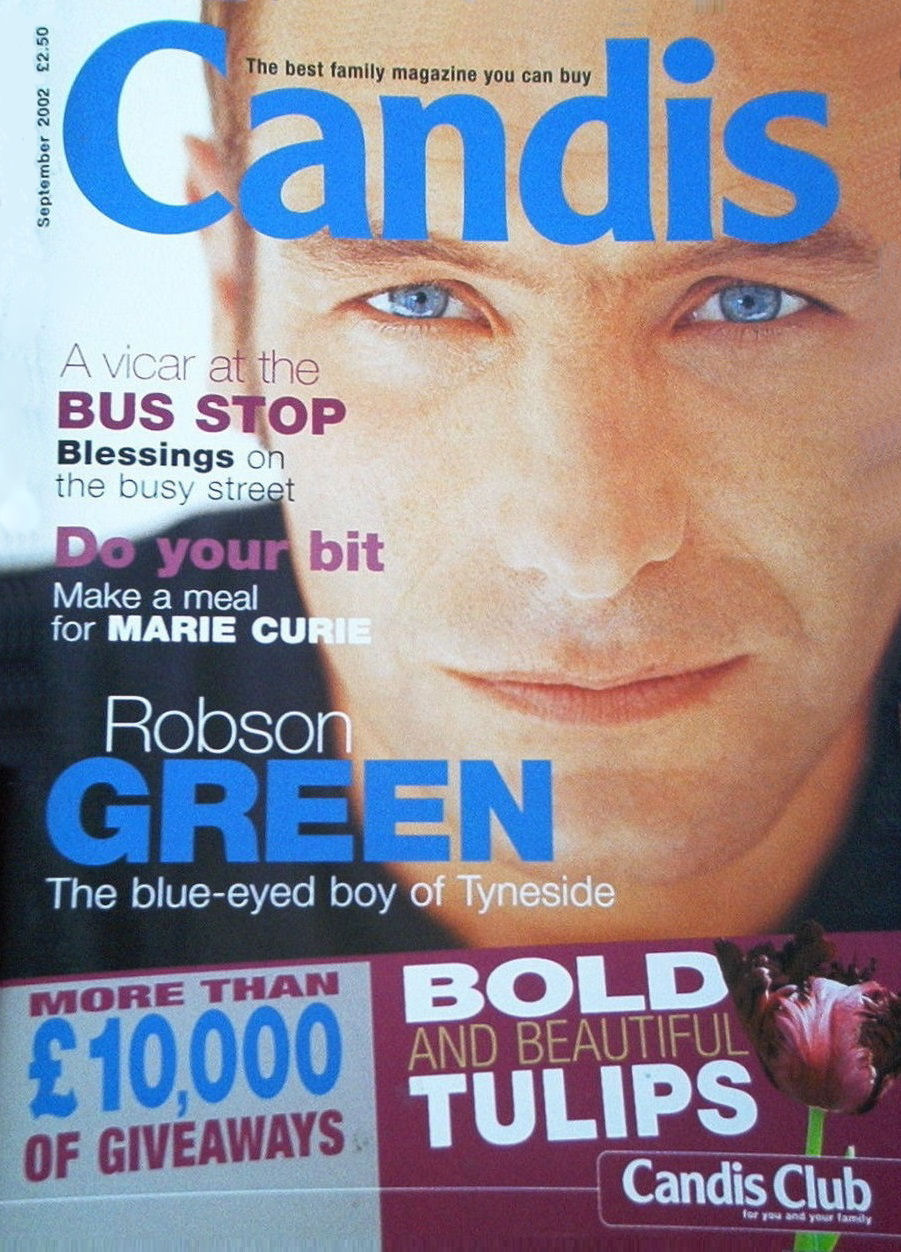 September 2002 £2.50
The best family magazine you can buy
Candis
A vicar at the
BUS STOP
Blessings on
the busy street
Do your bit
Make a meal
for MARIE CURIE
Robson
GREEN
The blue-eyed boy of Tyneside
MORE THAN
£10,000
OF GIVEAWAYS
BOLD
AND BEAUTIFUL
TULIPS
Candis Club
for you and your family